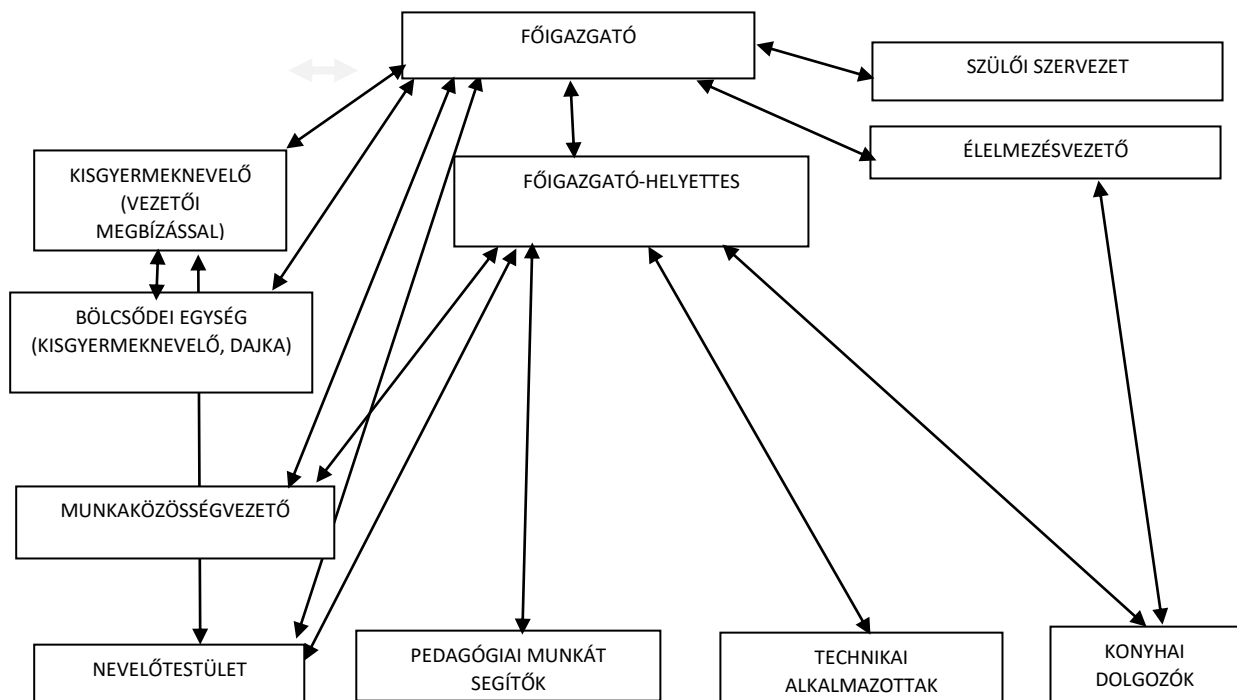 FŐIGAZGATÓ
SZÜLŐI SZERVEZET
ÉLELMEZÉSVEZETŐ
KISGYERMEKNEVELŐ
(VEZETŐI
MEGBÍZÁSSAL)
FŐIGAZGATÓ-HELYETTES
BÖLCSŐDEI EGYSÉG
(KISGYERMEKNEVELŐ, DAJKA)
MUNKAKÖZÖSSÉGVEZETŐ
NEVELŐTESTÜLET
PEDAGÓGIAI MUNKÁT
SEGÍTŐK
TECHNIKAI
ALKALMAZOTTAK
KONYHAI
DOLGOZÓK